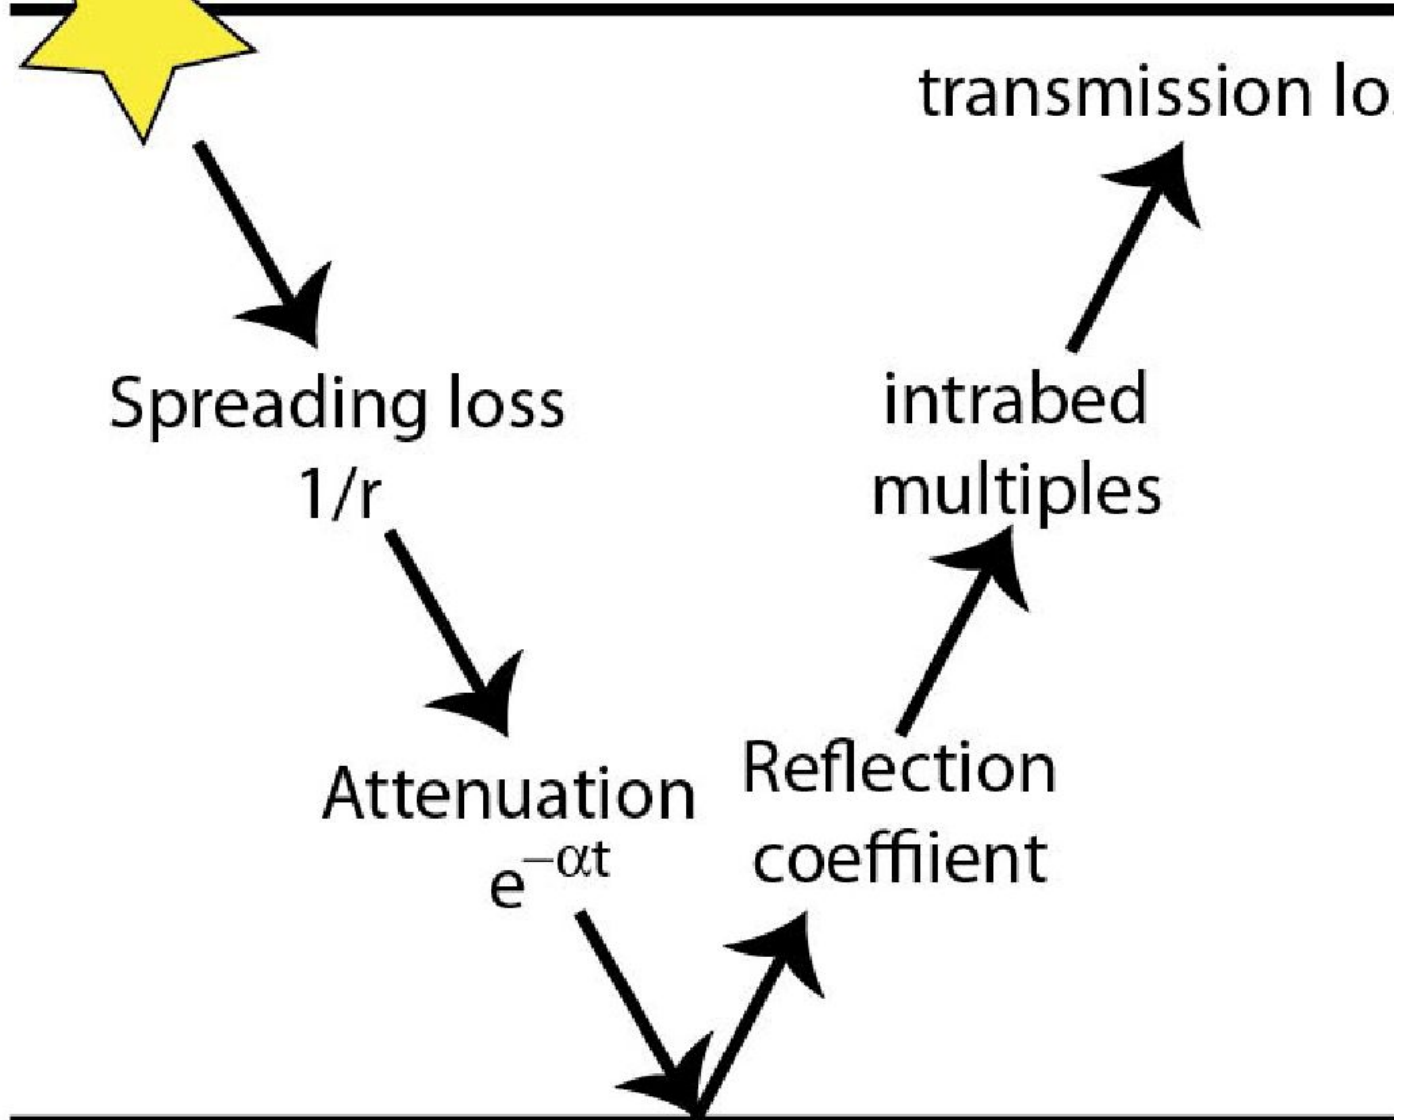 transmission lo
Spreading loss
1/r
intrabed
multiples
Attenuation
e^−αt
Reflection
coeffiient